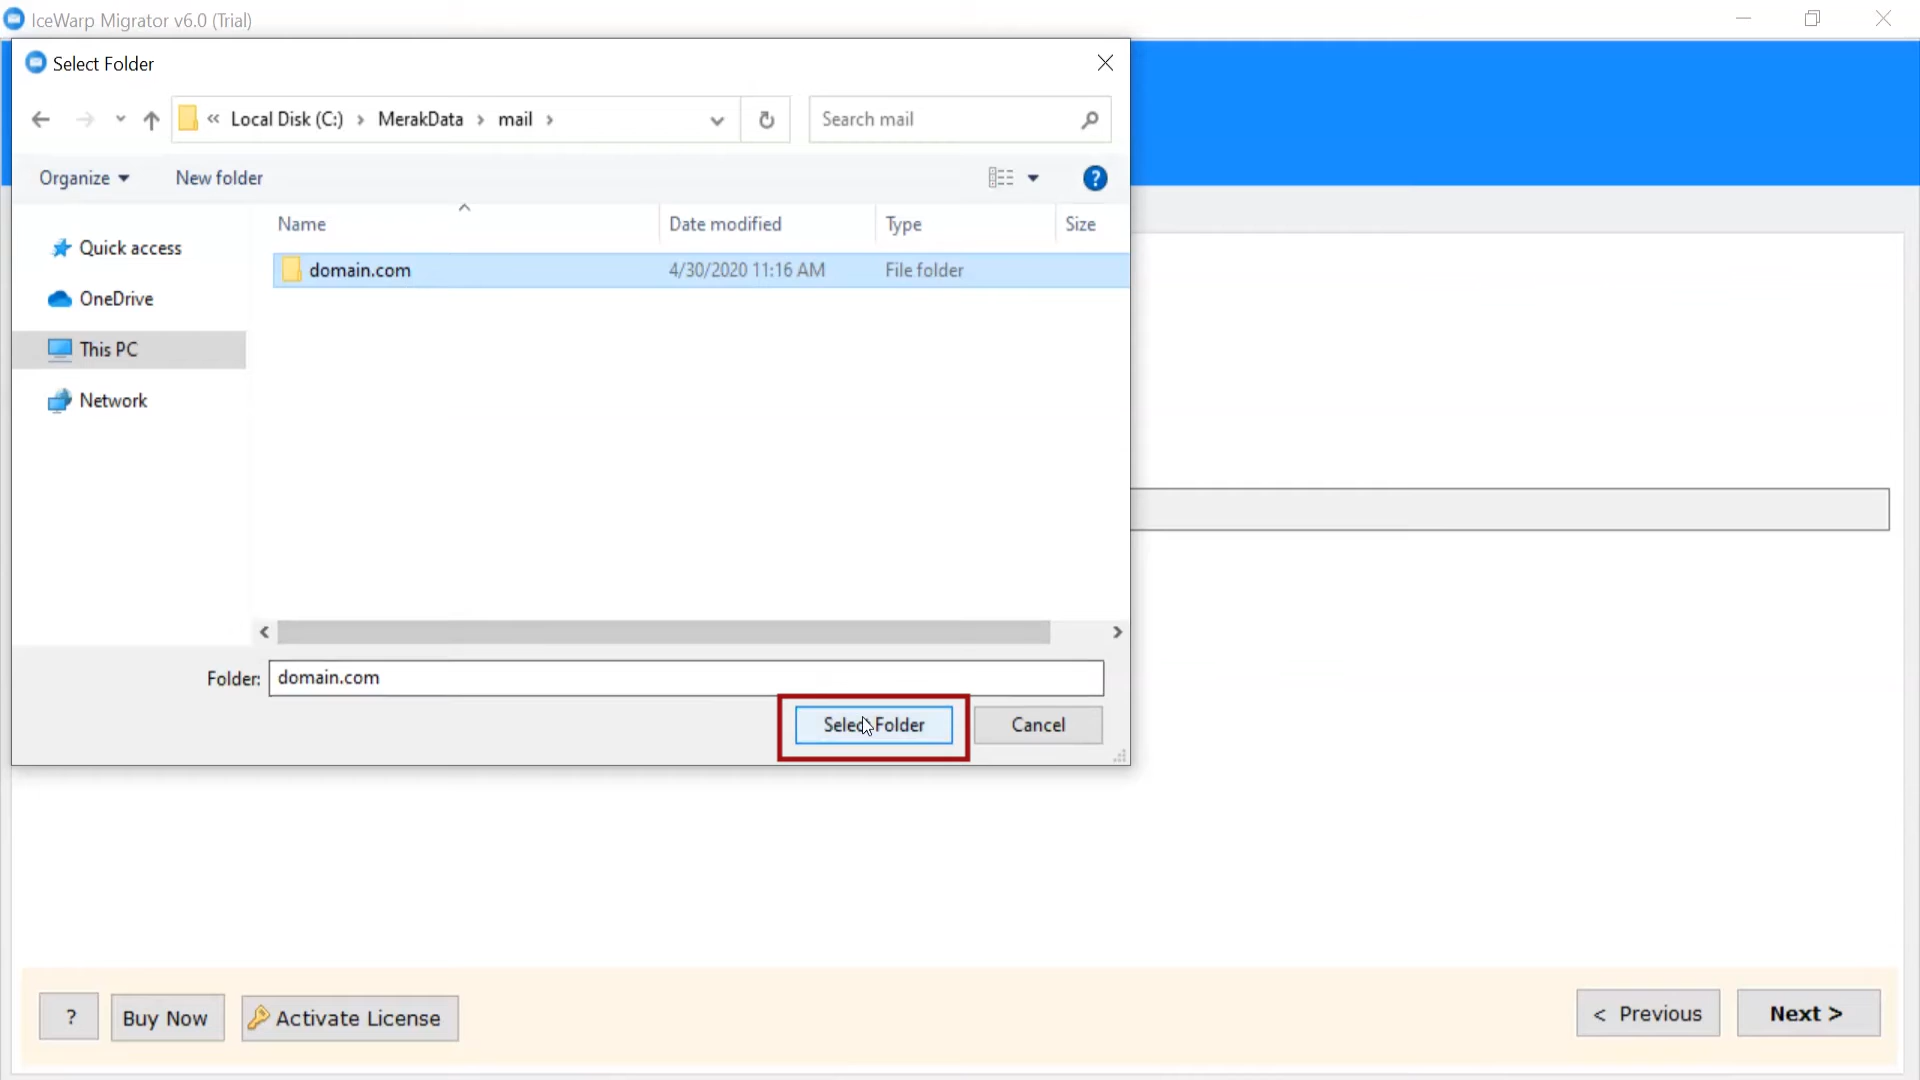 IceWarp Migrator v6.0 (Trial)
Select Folder
« Local Disk (C:) › MerakData › mail ›
Search mail
Organize
New folder
?
Name
Date modified
Type
Size
Quick access
domain.com 4/30/2020 11:16 AM File folder
OneDrive
This PC
Network
Folder: domain.com
Select Folder
Cancel
?
Buy Now
Activate License
< Previous
Next >